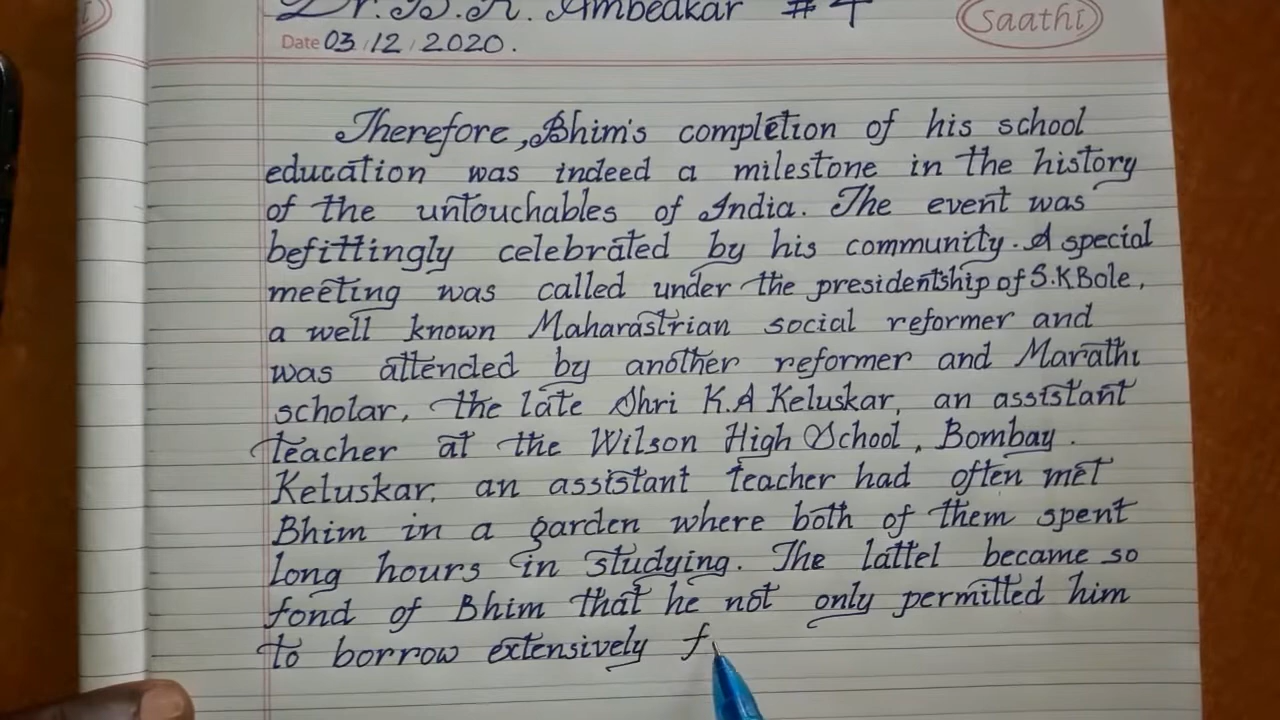 Dr. B. R. Ambedkar # 4
saathi
Date 03/12/2020.
Therefore, Bhim's completion of his school
education was indeed a milestone in the history
of the untouchables of India. The event was
befittingly celebrated by his community. A special
meeting was called under the presidentship of S.K Bole,
a well known Maharastrian social reformer and
was attended by another reformer and Marathi
scholar, the late Shri K.A Keluskar, an assistant
teacher at the Wilson High School, Bombay.
Keluskar, an assistant teacher had often met
Bhim in a garden where both of them spent
long hours in studying. The lattel became so
fond of Bhim that he not only permitted him
to borrow extensively f